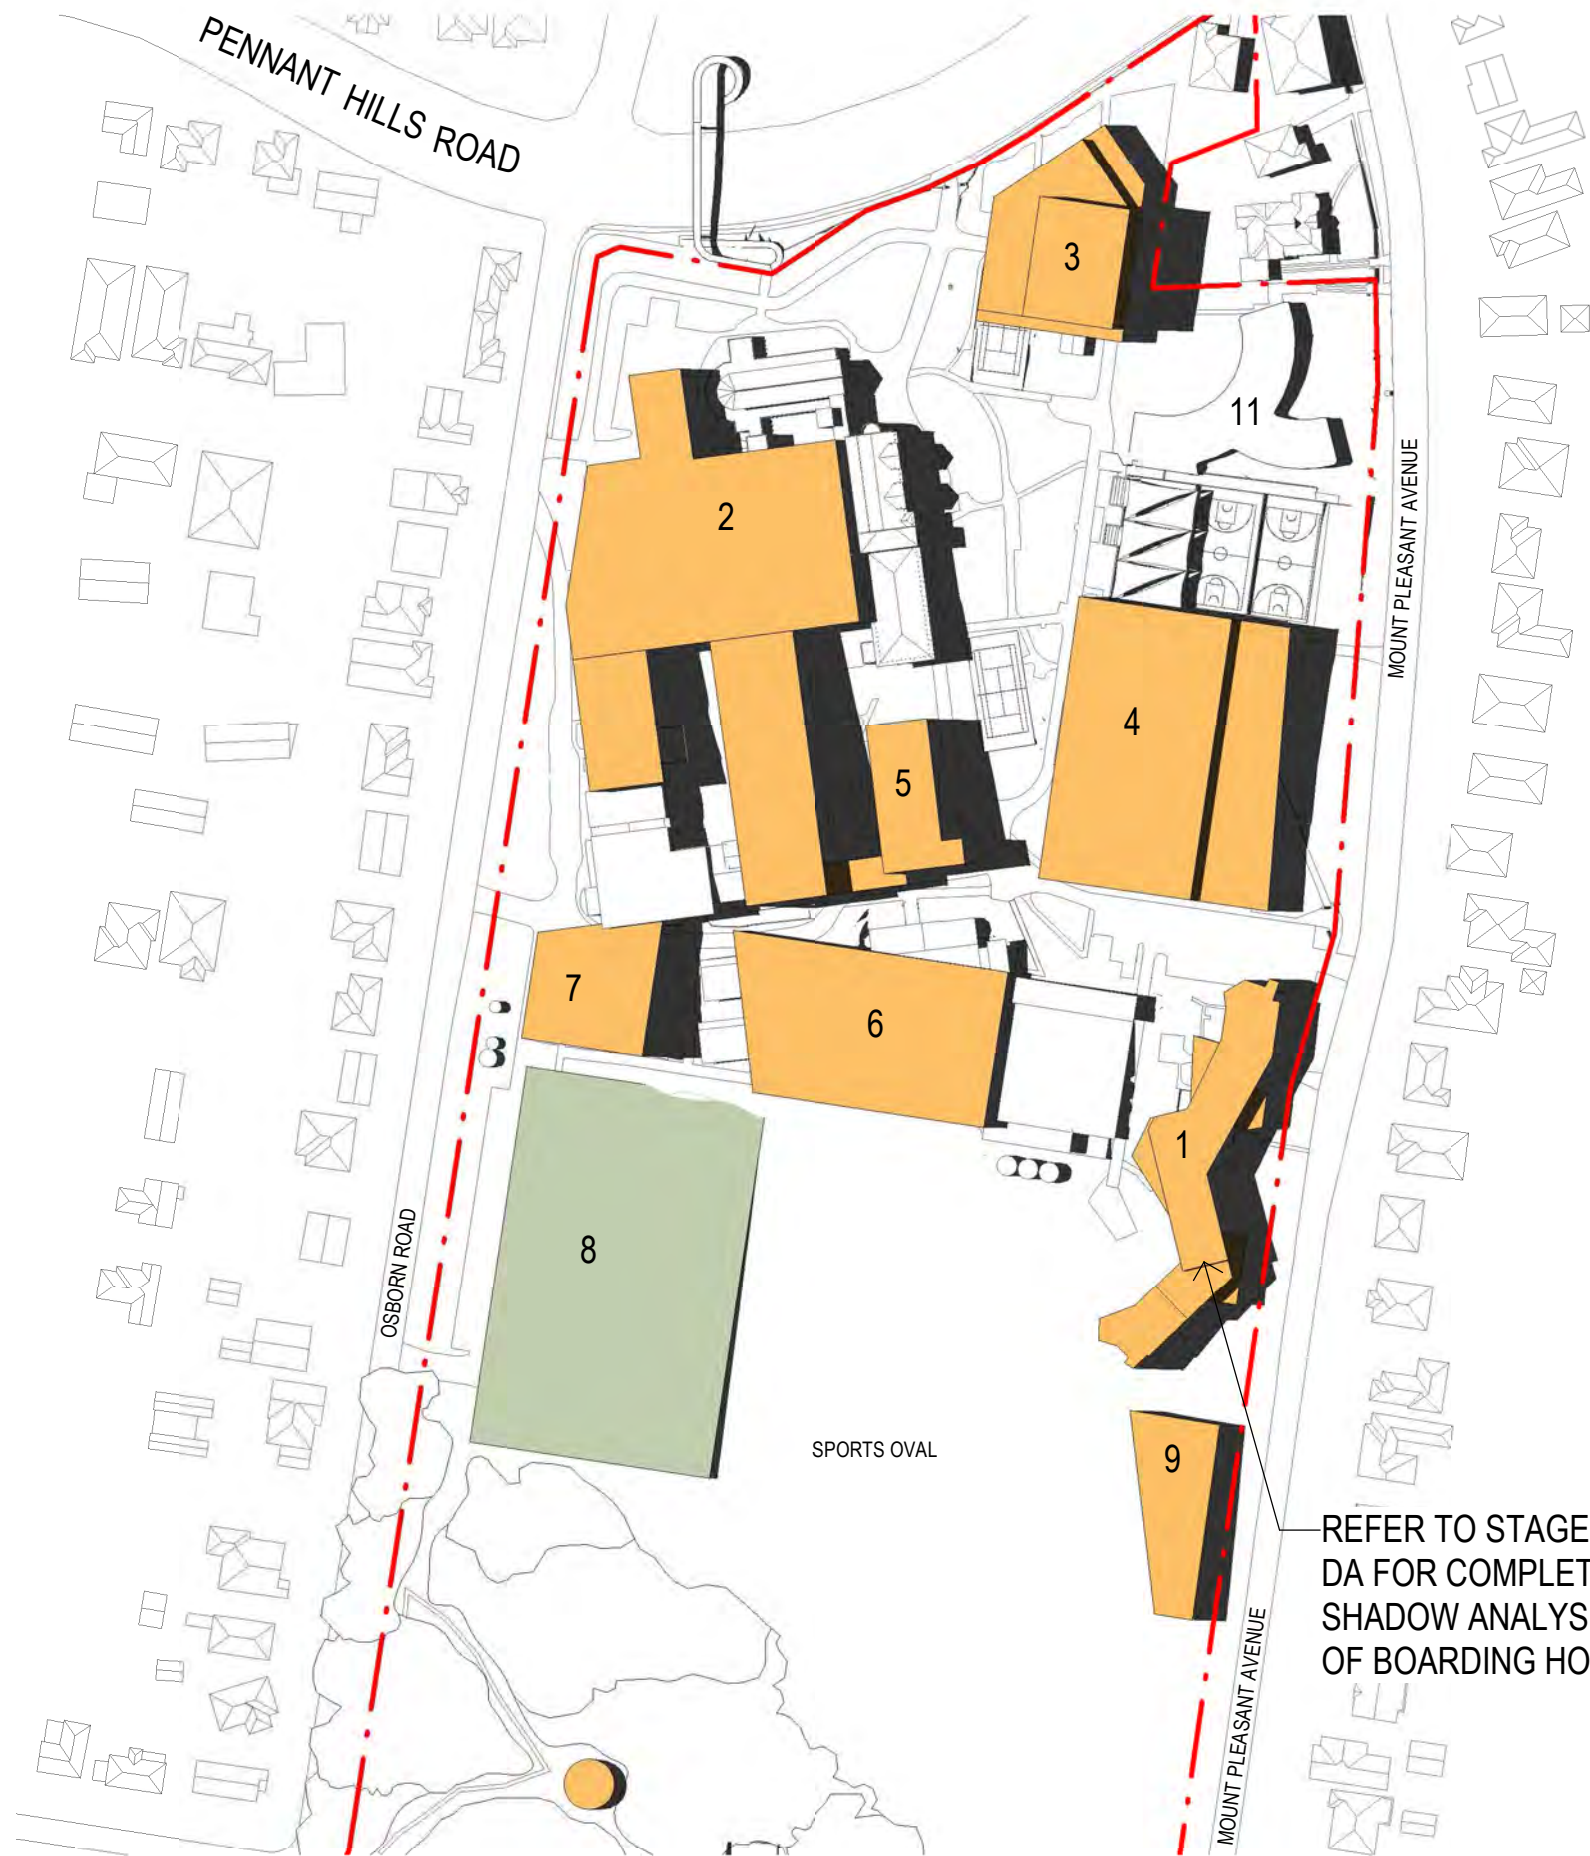 PENNANT HILLS ROAD
3
11
MOUNT PLEASANT AVENUE
2
4
5
7
6
1
8
OSBORN ROAD
SPORTS OVAL
9
REFER TO STAGE
DA FOR COMPLET
SHADOW ANALYS
OF BOARDING HO
MOUNT PLEASANT AVENUE